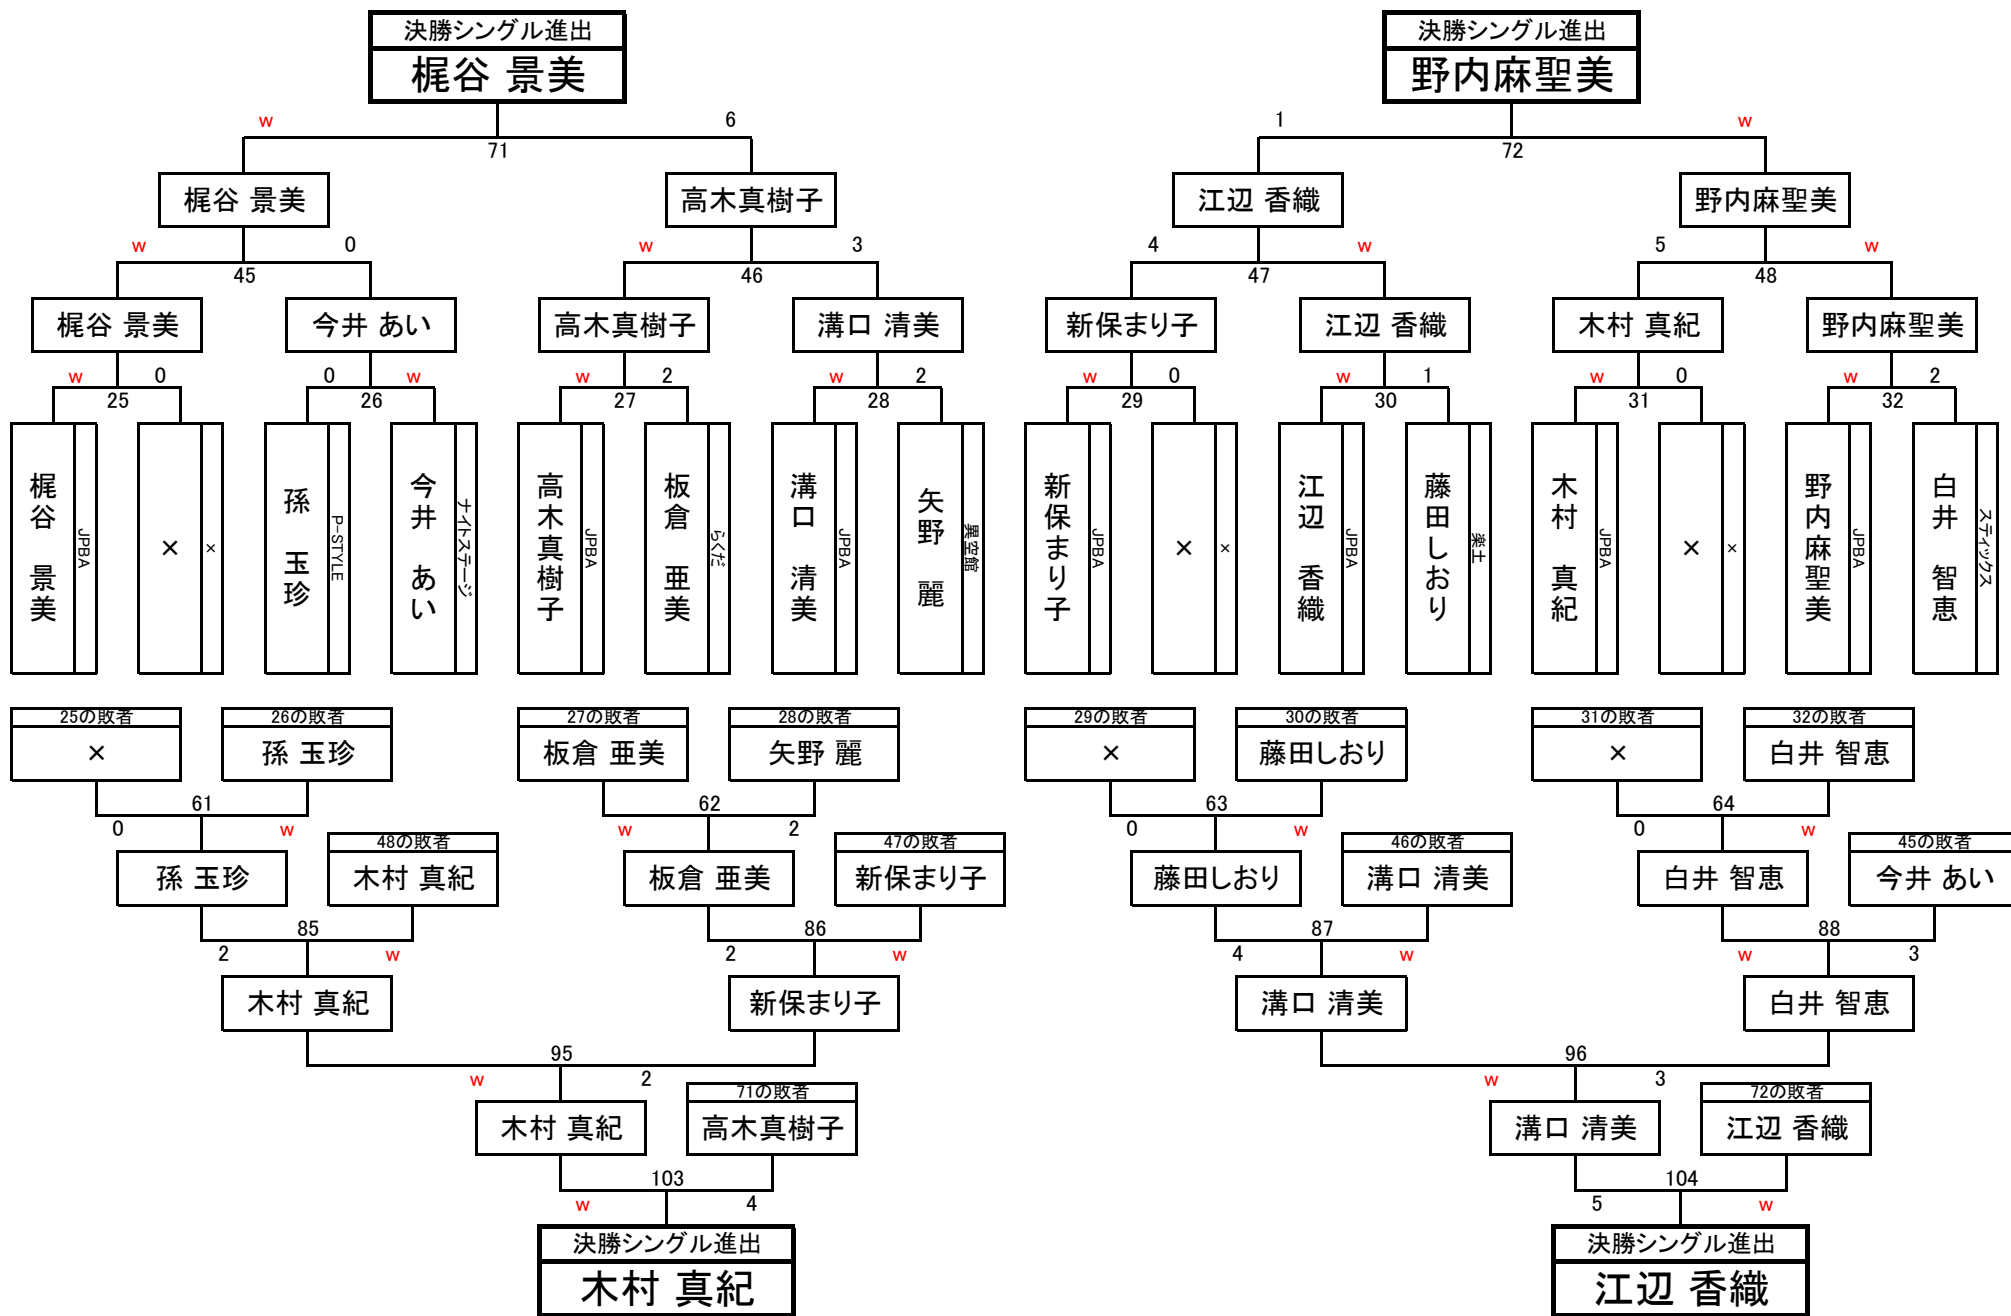 決勝シングル進出 決勝シングル進出
梶谷 景美 野内麻聖美
w 6 1 w
71 72
梶谷 景美 高木真樹子 江辺 香織 野内麻聖美
w 0 w 3 4 w 5 w
45 46 47 48
梶谷 景美 今井 あい 高木真樹子 溝口 清美 新保まり子 江辺 香織 木村 真紀 野内麻聖美
w 0 0 w w 2 w 2 w 0 w 1 w 0 w 2
25 26 27 28 29 30 31 32
梶谷 景美 JPBA
× ×
孫 玉珍 P-STYLE
今井 あい ナイトステージ
高木真樹子 JPBA
板倉 亜美 らくだ
溝口 清美 JPBA
矢野 麗 異空館
新保まり子 JPBA
× ×
江辺 香織 JPBA
藤田しおり 楽土
木村 真紀 JPBA
× ×
野内麻聖美 JPBA
白井 智恵 スティックス
25の敗者 26の敗者 27の敗者 28の敗者 29の敗者 30の敗者 31の敗者 32の敗者
× 孫 玉珍 板倉 亜美 矢野 麗 × 藤田しおり × 白井 智恵
61 62 63 64
0 w w 2 0 w 0 w
48の敗者 47の敗者 46の敗者 45の敗者
孫 玉珍 木村 真紀 板倉 亜美 新保まり子 藤田しおり 溝口 清美 白井 智恵 今井 あい
85 86 87 88
2 w 2 w 4 w w 3
木村 真紀 新保まり子 溝口 清美 白井 智恵
95 96
w 2 w 3
71の敗者 72の敗者
木村 真紀 高木真樹子 溝口 清美 江辺 香織
103 104
w 4 5 w
決勝シングル進出 決勝シングル進出
木村 真紀 江辺 香織